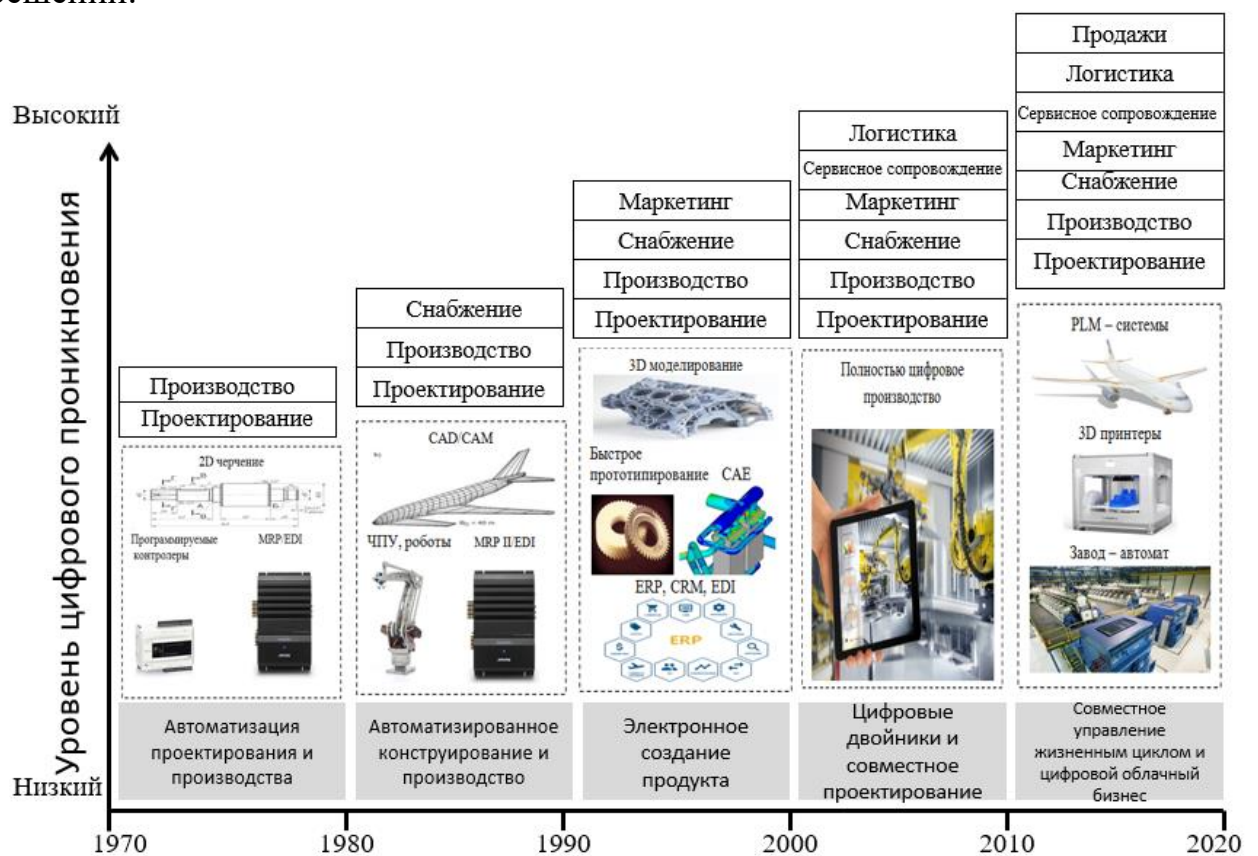 Высокий
Уровень цифрового проникновения
Низкий
Производство
Проектирование
2D черчение
Программируемые
контролеры
MRP/EDI
Автоматизация
проектирования и
производства
Снабжение
Производство
Проектирование
CAD/CAM
ЧПУ, роботы
MRP II/EDI
Автоматизированное
конструирование и
производство
Маркетинг
Снабжение
Производство
Проектирование
3D моделирование
Быстрое
прототипирование
CAE
ERP, CRM, EDI
ERP
Электронное
создание
продукта
Логистика
Сервисное сопровождение
Маркетинг
Снабжение
Производство
Проектирование
Полностью цифровое
производство
Цифровые
двойники и
совместное
проектирование
Продажи
Логистика
Сервисное сопровождение
Маркетинг
Снабжение
Производство
Проектирование
PLM – системы
3D принтеры
Завод – автомат
Совместное
управление
жизненным циклом и
цифровой облачный
бизнес
1970
1980
1990
2000
2010
2020